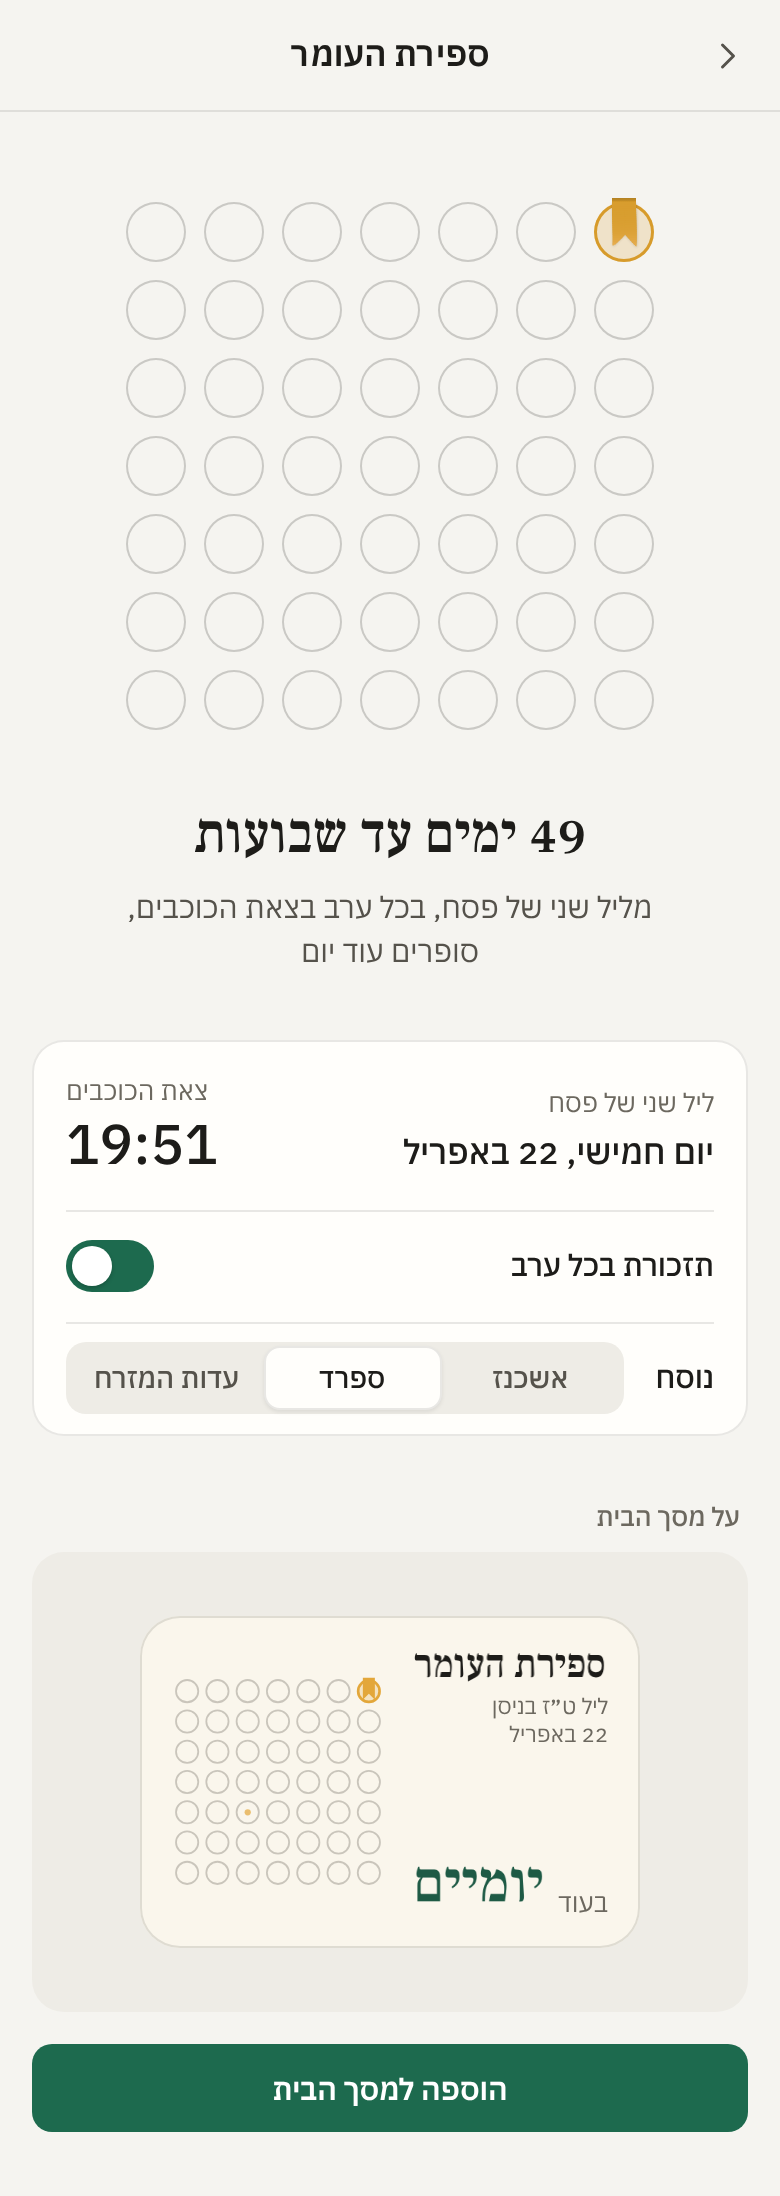 ספירת העומר
49 ימים עד שבועות
מליל שני של פסח, בכל ערב בצאת הכוכבים,
סופרים עוד יום
ליל שני של פסח
יום חמישי, 22 באפריל
צאת הכוכבים
19:51
תזכורת בכל ערב
נוסח
אשכנז
ספרד
עדות המזרח
על מסך הבית
ספירת העומר
ליל ט״ז בניסן
22 באפריל
בעוד יומיים
הוספה למסך הבית